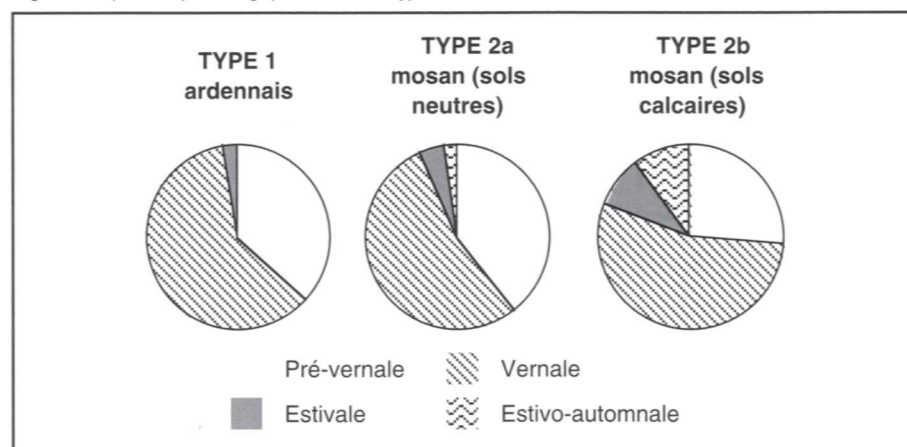 TYPE 1
ardennais
TYPE 2a
mosan (sols
neutres)
TYPE 2b
mosan (sols
calcaires)
Pré-vernale
Vernale
Estivale
Estivo-automnale